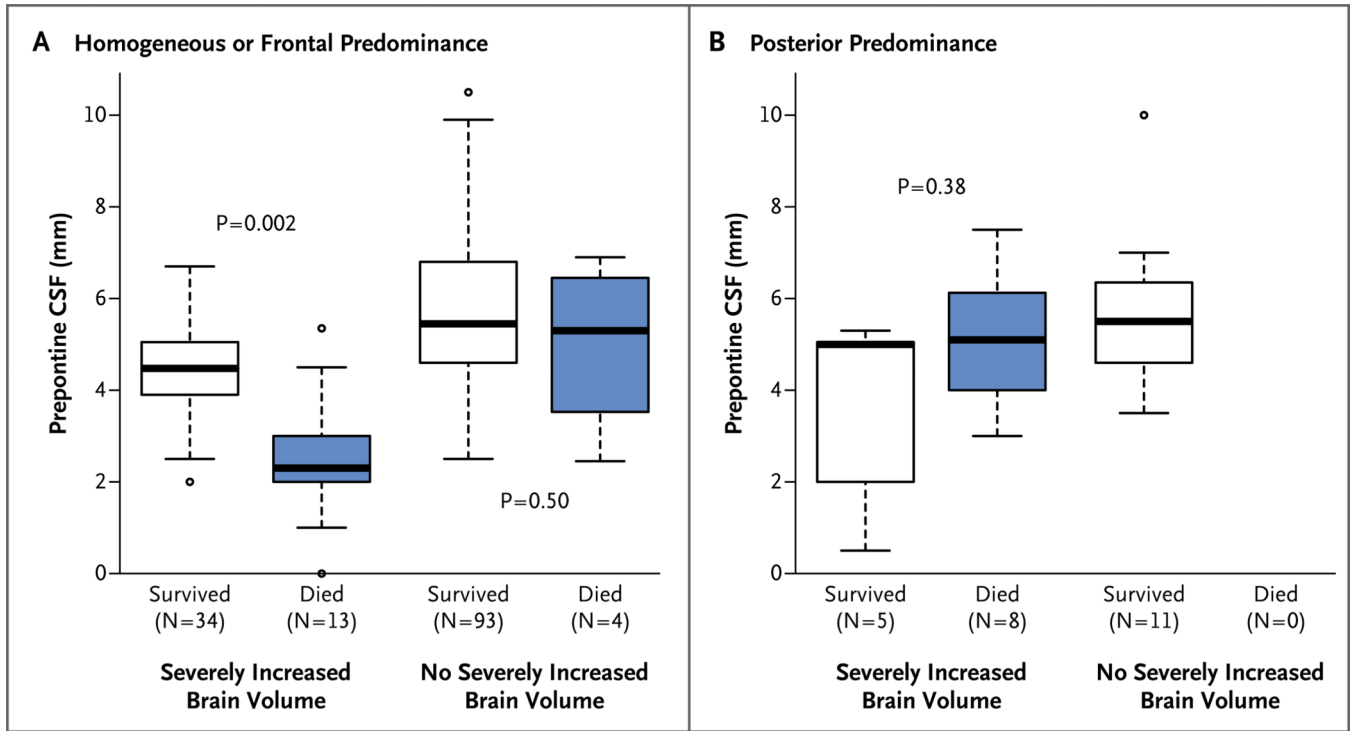 A Homogeneous or Frontal Predominance
Prepontine CSF (mm)
10
8
6
4
2
0
P=0.002
P=0.50
Survived
(N=34)
Died
(N=13)
Survived
(N=93)
Died
(N=4)
Severely Increased
Brain Volume
No Severely Increased
Brain Volume
B Posterior Predominance
Prepontine CSF (mm)
10
8
6
4
2
0
P=0.38
Survived
(N=5)
Died
(N=8)
Survived
(N=11)
Died
(N=0)
Severely Increased
Brain Volume
No Severely Increased
Brain Volume